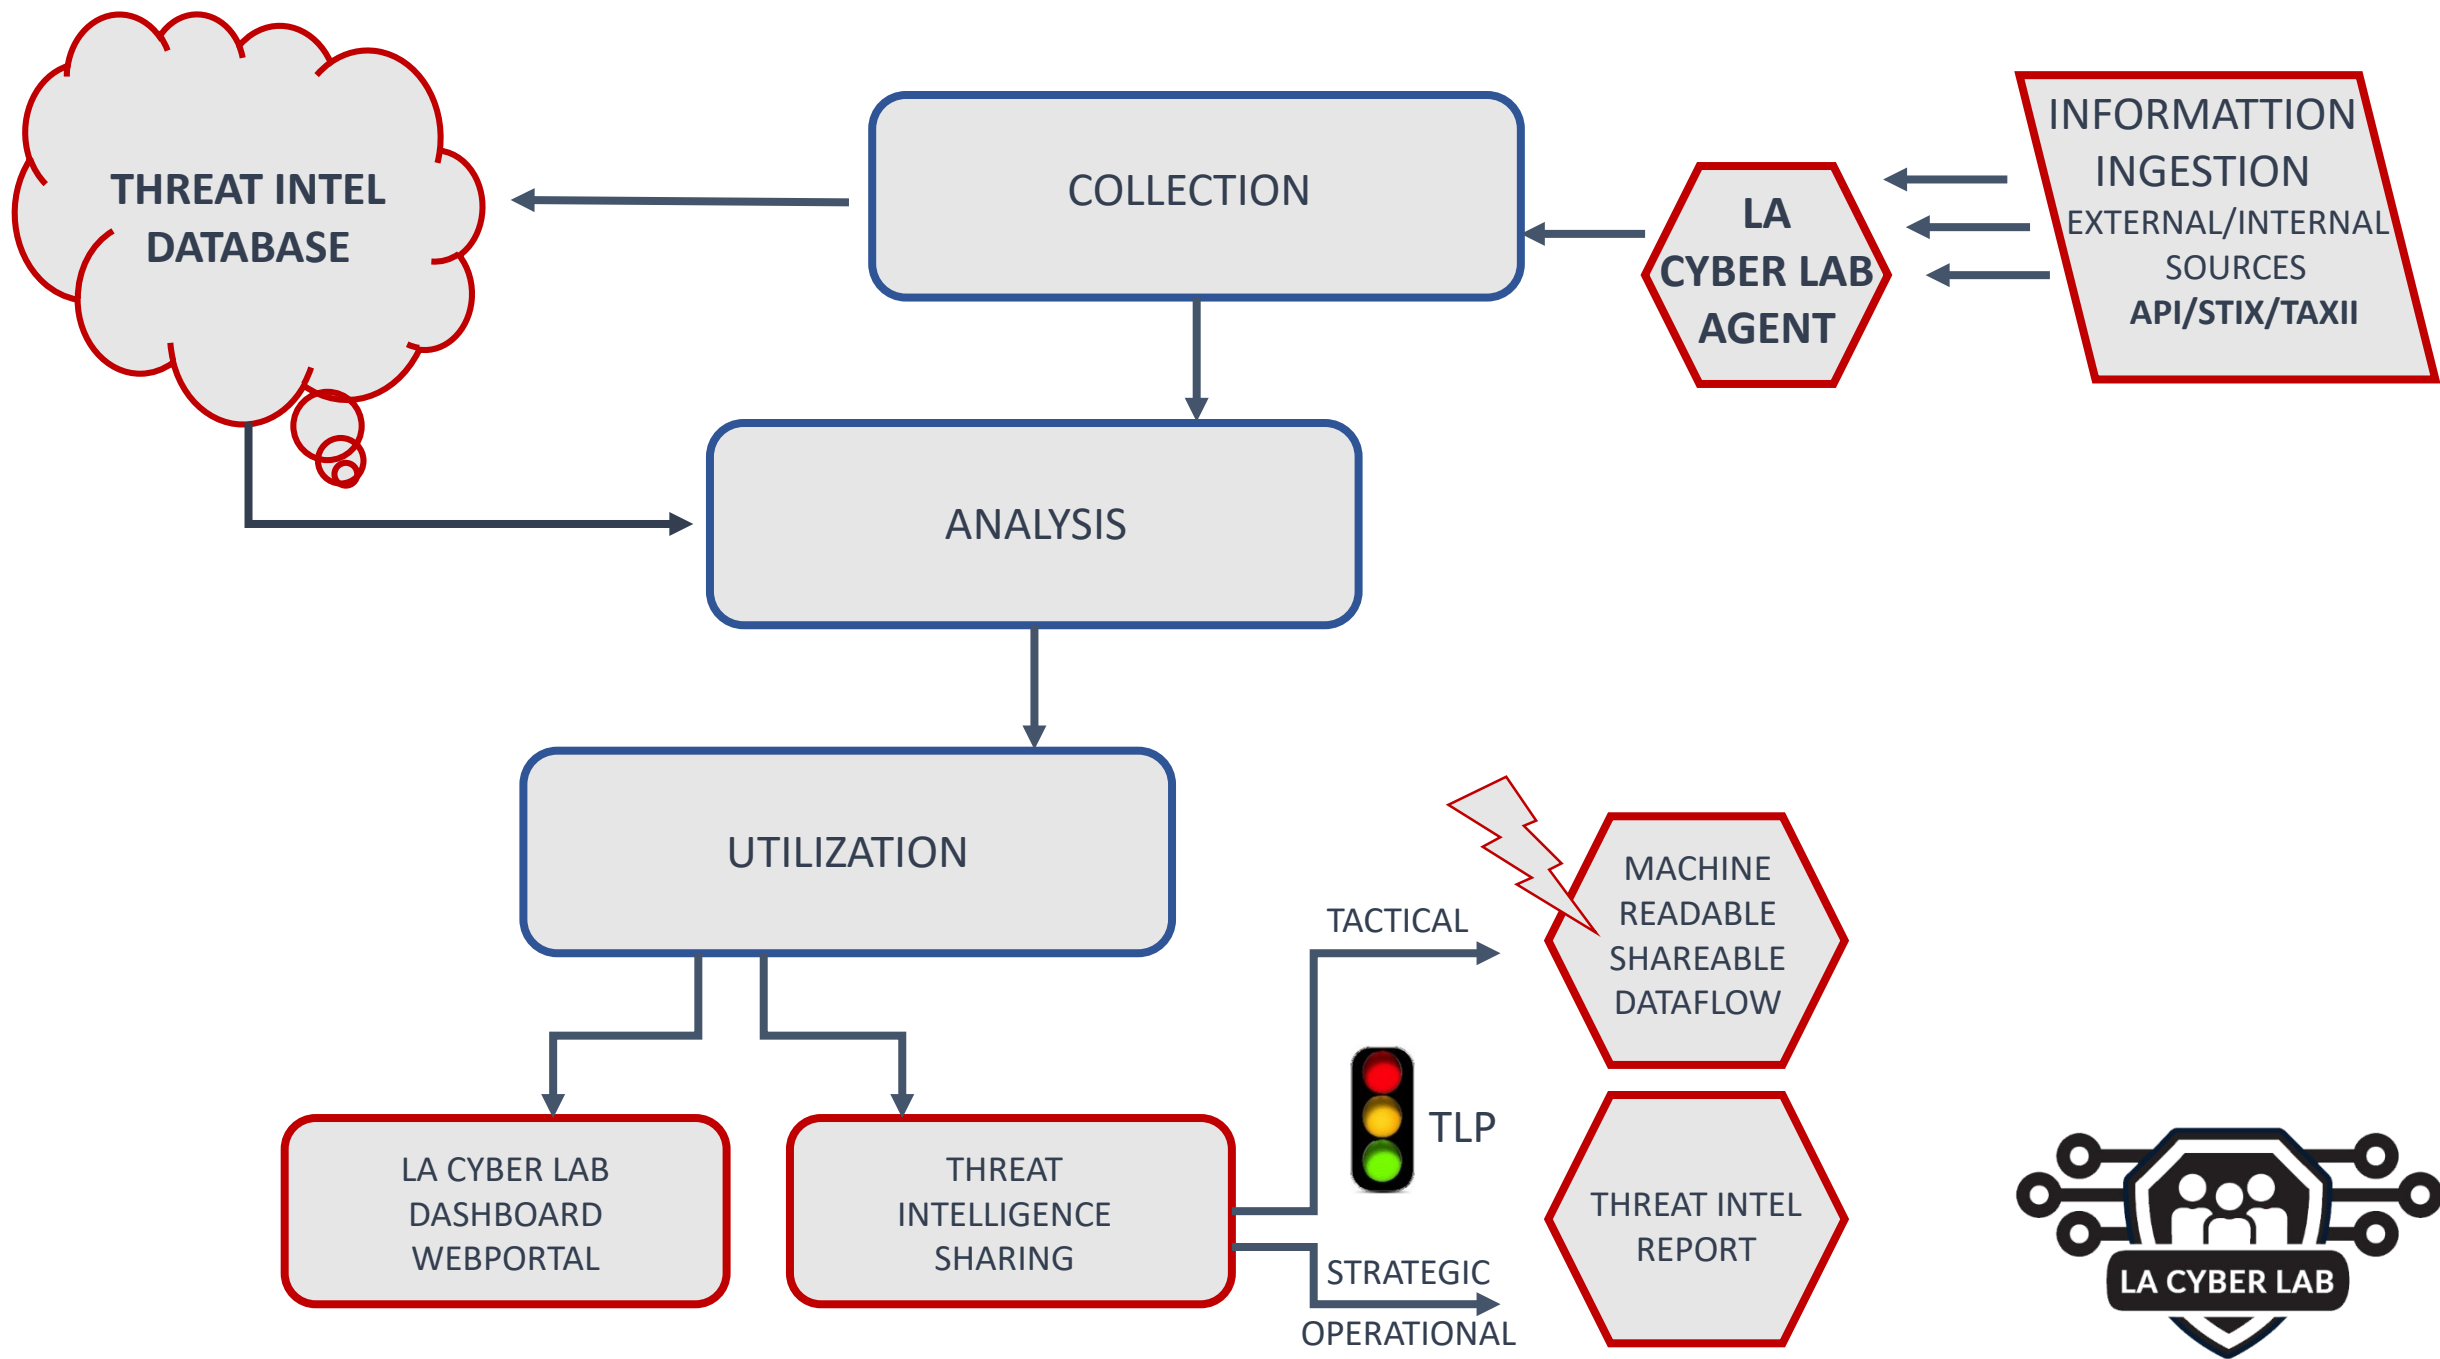 THREAT INTEL
DATABASE
COLLECTION
LA
CYBER LAB
AGENT
INFORMATTION
INGESTION
EXTERNAL/INTERNAL
SOURCES
API/STIX/TAXII
ANALYSIS
UTILIZATION
LA CYBER LAB
DASHBOARD
WEBPORTAL
THREAT
INTELLIGENCE
SHARING
TACTICAL
TLP
STRATEGIC
OPERATIONAL
MACHINE
READABLE
SHAREABLE
DATAFLOW
THREAT INTEL
REPORT
LA CYBER LAB